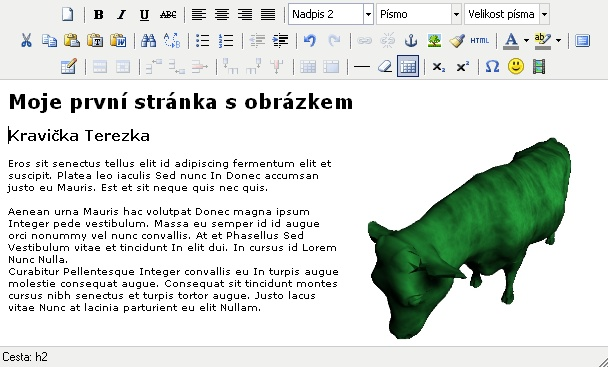 B I U ABC Nadpis 2 Písmo Velikost písma
HTML A ab
x₂ x² Ω
Moje první stránka s obrázkem
Kravička Terezka
Eros sit senectus tellus elit id adipiscing fermentum elit et
suscipit. Platea leo iaculis Sed nunc In Donec accumsan
justo eu Mauris. Est et sit neque quis nec quis.
Aenean urna Mauris hac volutpat Donec magna ipsum
Integer pede vestibulum. Massa eu semper id id augue
orci nonummy vel nunc convallis. At et Phasellus Sed
Vestibulum vitae et tincidunt In elit dui. In cursus id Lorem
Nunc Nulla.
Curabitur Pellentesque Integer convallis eu In turpis augue
molestie consequat augue. Consequat sit tincidunt montes
cursus nibh senectus et turpis tortor augue. Justo lacus
vitae Nunc at lacinia parturient eu elit Nullam.
Cesta: h2